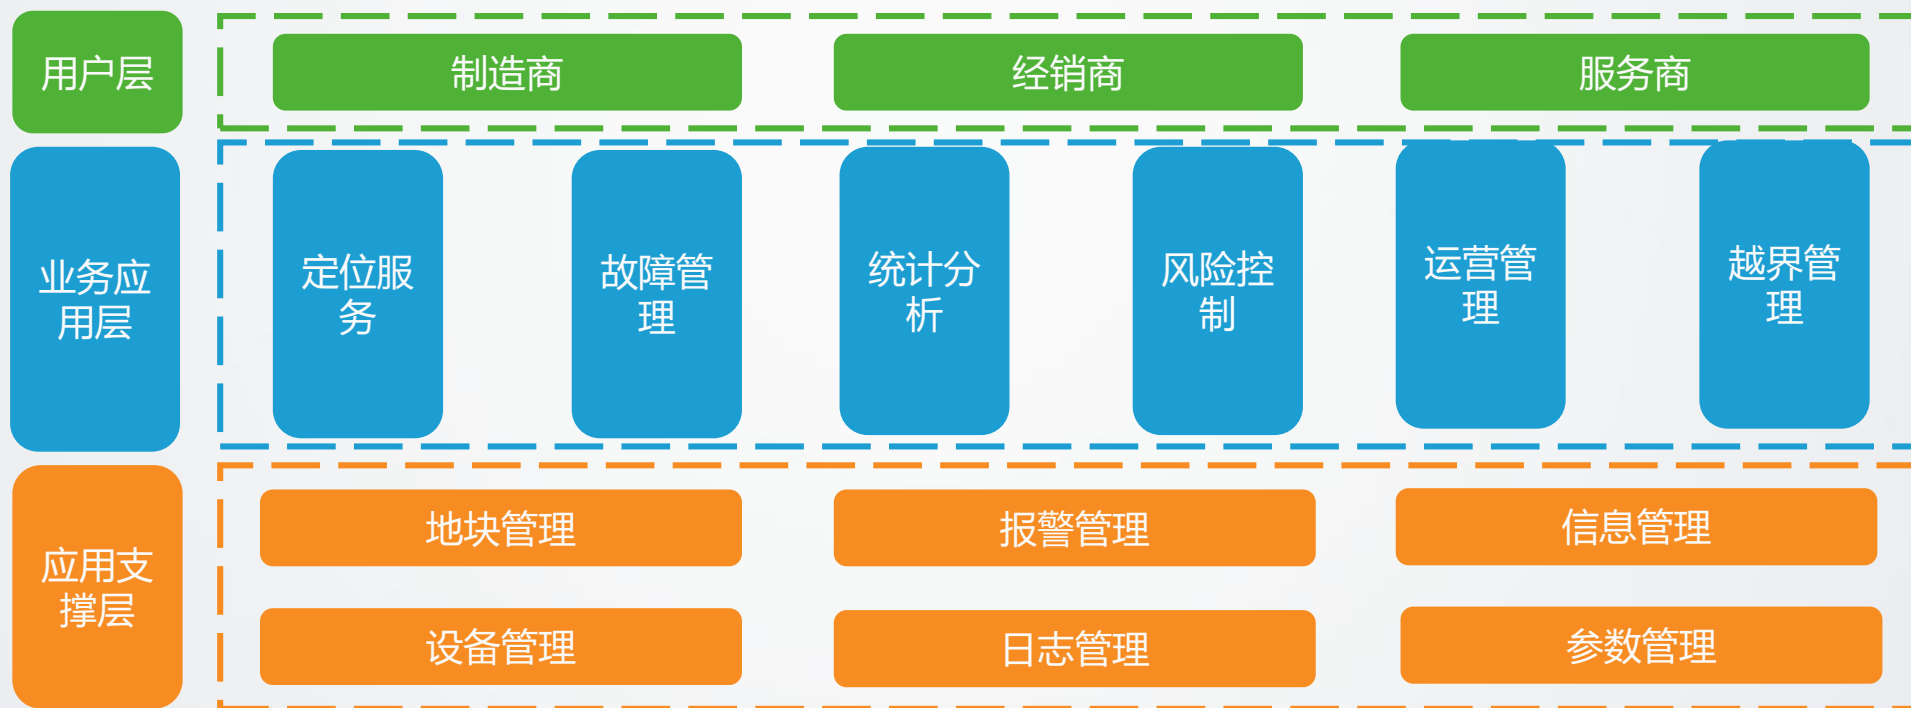 用户层
制造商
经销商
服务商
业务应
用层
定位服
务
故障管
理
统计分
析
风险控
制
运营管
理
越界管
理
应用支
撑层
地块管理
报警管理
信息管理
设备管理
日志管理
参数管理